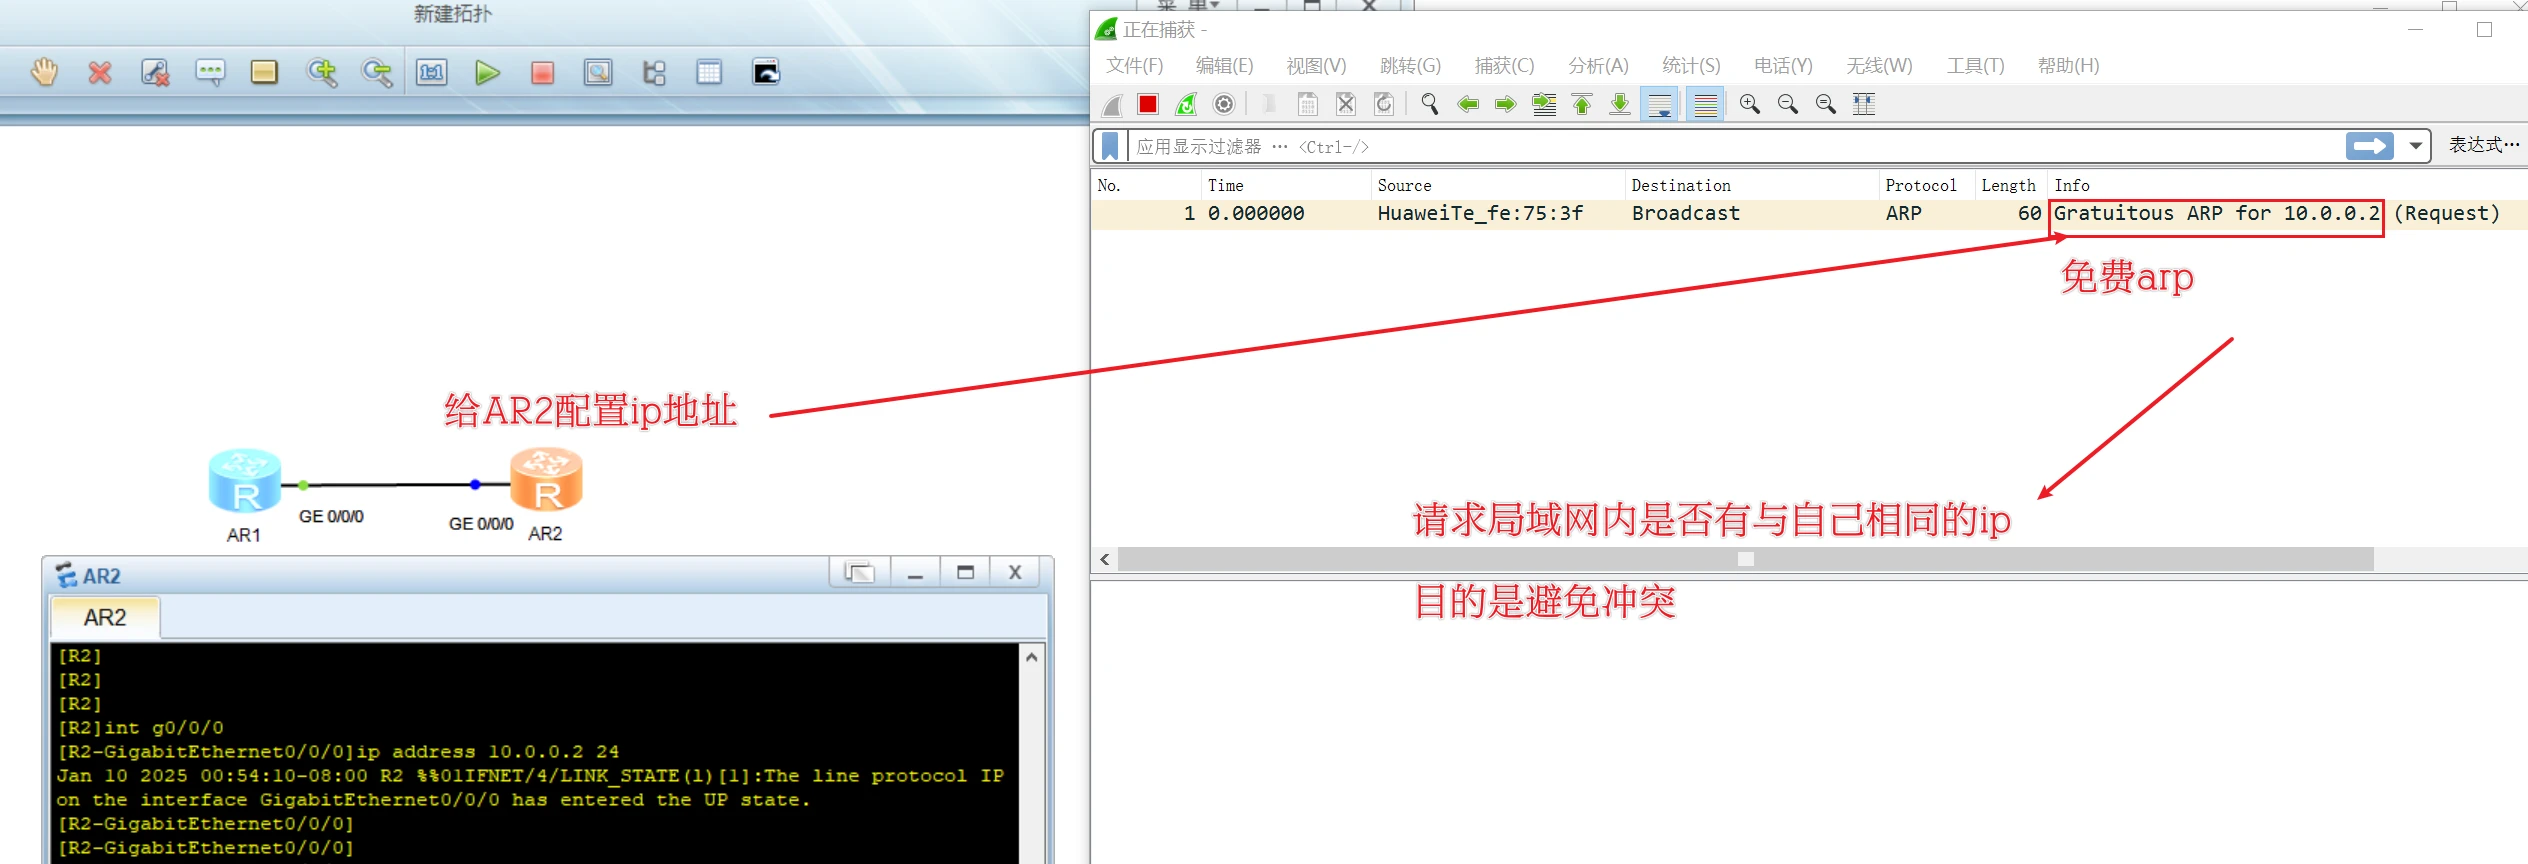 新建拓扑
正在捕获 -
文件(F) 编辑(E) 视图(V) 跳转(G) 捕获(C) 分析(A) 统计(S) 电话(Y) 无线(W) 工具(T) 帮助(H)
应用显示过滤器 … <Ctrl-/>
表达式…
No. Time Source Destination Protocol Length Info
1 0.000000 HuaweiTe_fe:75:3f Broadcast ARP 60 Gratuitous ARP for 10.0.0.2 (Request)
免费arp
给AR2配置ip地址
R R
GE 0/0/0 GE 0/0/0
AR1 AR2
请求局域网内是否有与自己相同的ip
目的是避免冲突
AR2
AR2
[R2]
[R2]
[R2]
[R2]int g0/0/0
[R2-GigabitEthernet0/0/0]ip address 10.0.0.2 24
Jan 10 2025 00:54:10-08:00 R2 %%01IFNET/4/LINK_STATE(l)[1]:The line protocol IP
on the interface GigabitEthernet0/0/0 has entered the UP state.
[R2-GigabitEthernet0/0/0]
[R2-GigabitEthernet0/0/0]